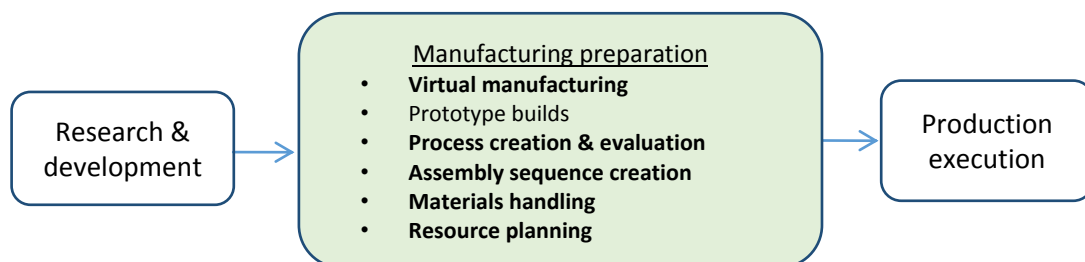 Research &
development
Manufacturing preparation
• Virtual manufacturing
• Prototype builds
• Process creation & evaluation
• Assembly sequence creation
• Materials handling
• Resource planning
Production
execution